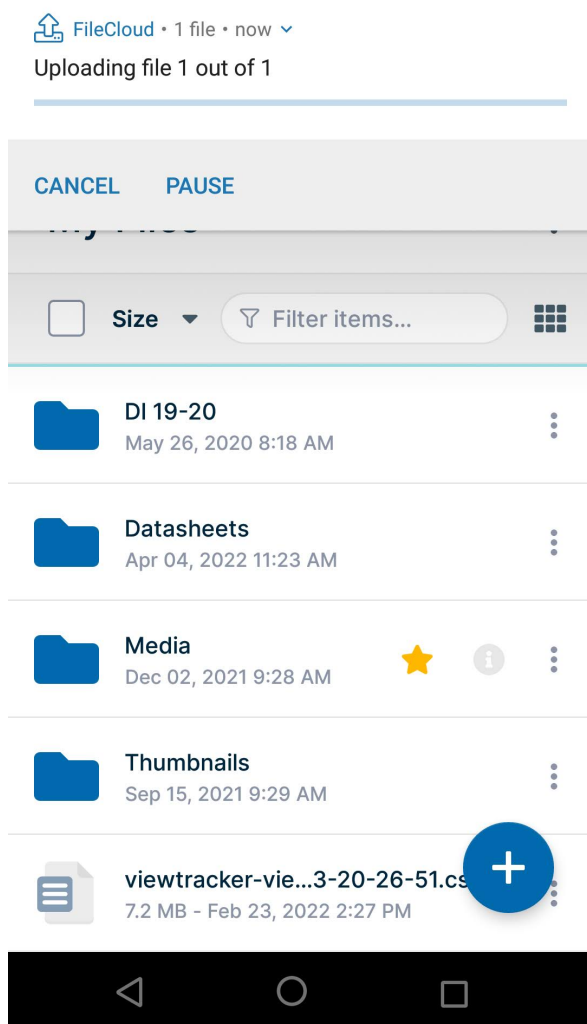 FileCloud • 1 file • now
Uploading file 1 out of 1
CANCEL PAUSE
My Files
Size Filter items...
DI 19-20
May 26, 2020 8:18 AM
Datasheets
Apr 04, 2022 11:23 AM
Media
Dec 02, 2021 9:28 AM
Thumbnails
Sep 15, 2021 9:29 AM
viewtracker-vie...3-20-26-51.cs
7.2 MB - Feb 23, 2022 2:27 PM